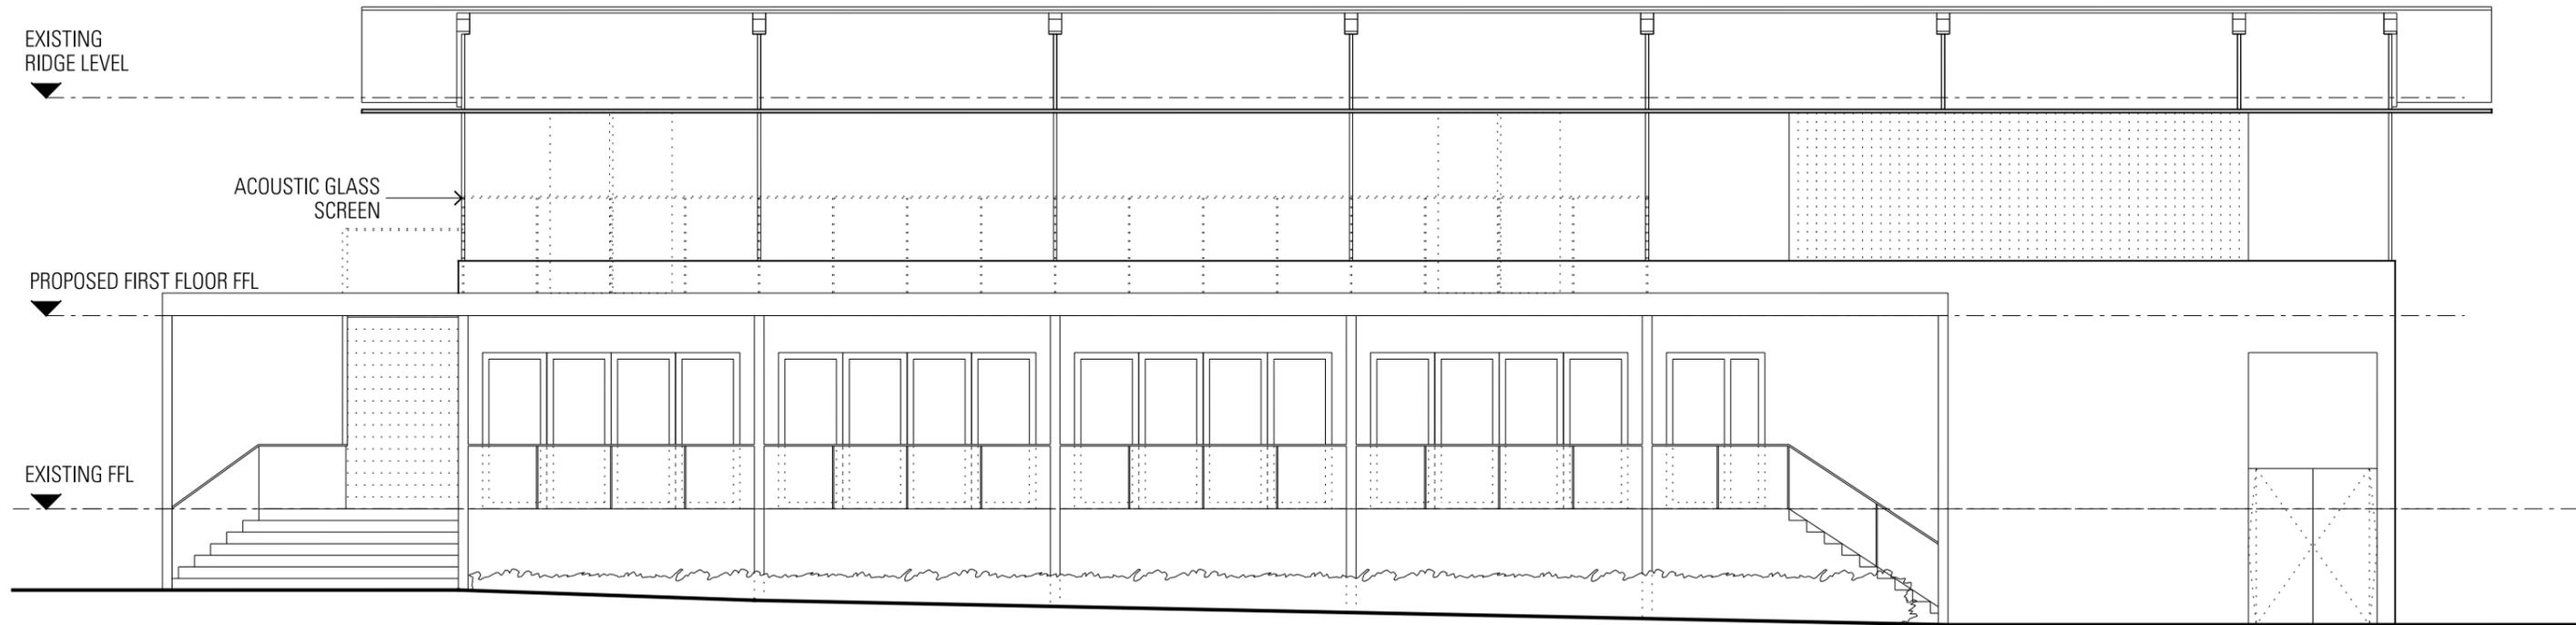 EXISTING
RIDGE LEVEL
ACOUSTIC GLASS
SCREEN
PROPOSED FIRST FLOOR FFL
EXISTING FFL